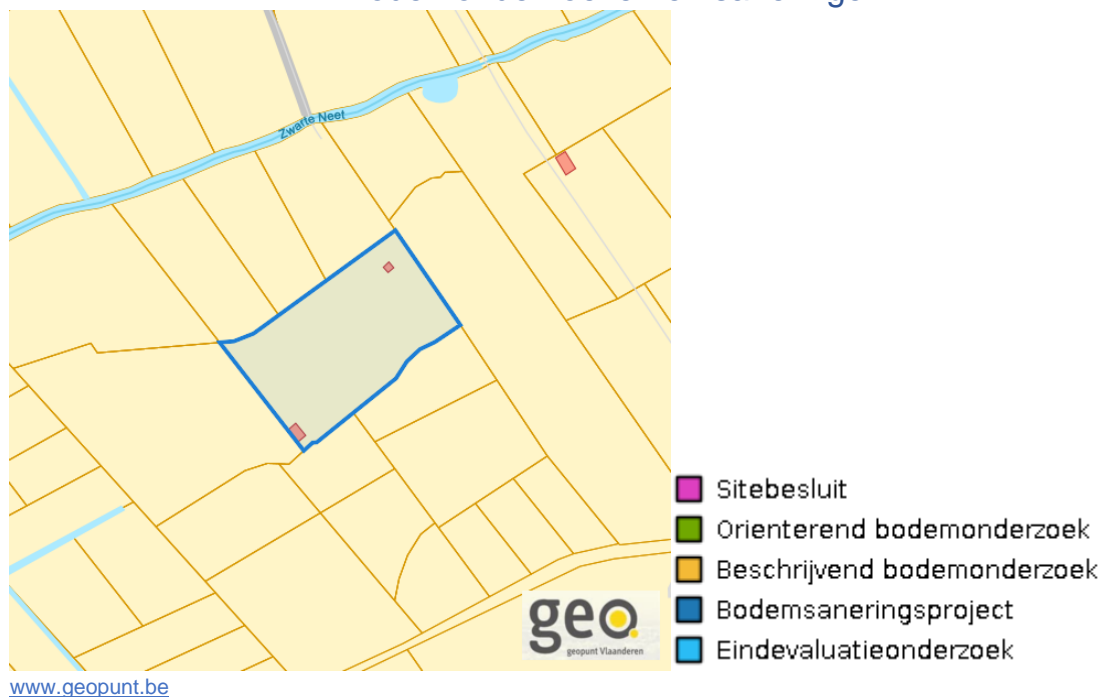 Zwarte Neet
geo
geopunt Vlaanderen
Sitebesluit
Orienterend bodemonderzoek
Beschrijvend bodemonderzoek
Bodemsaneringsproject
Eindevaluatieonderzoek
www.geopunt.be